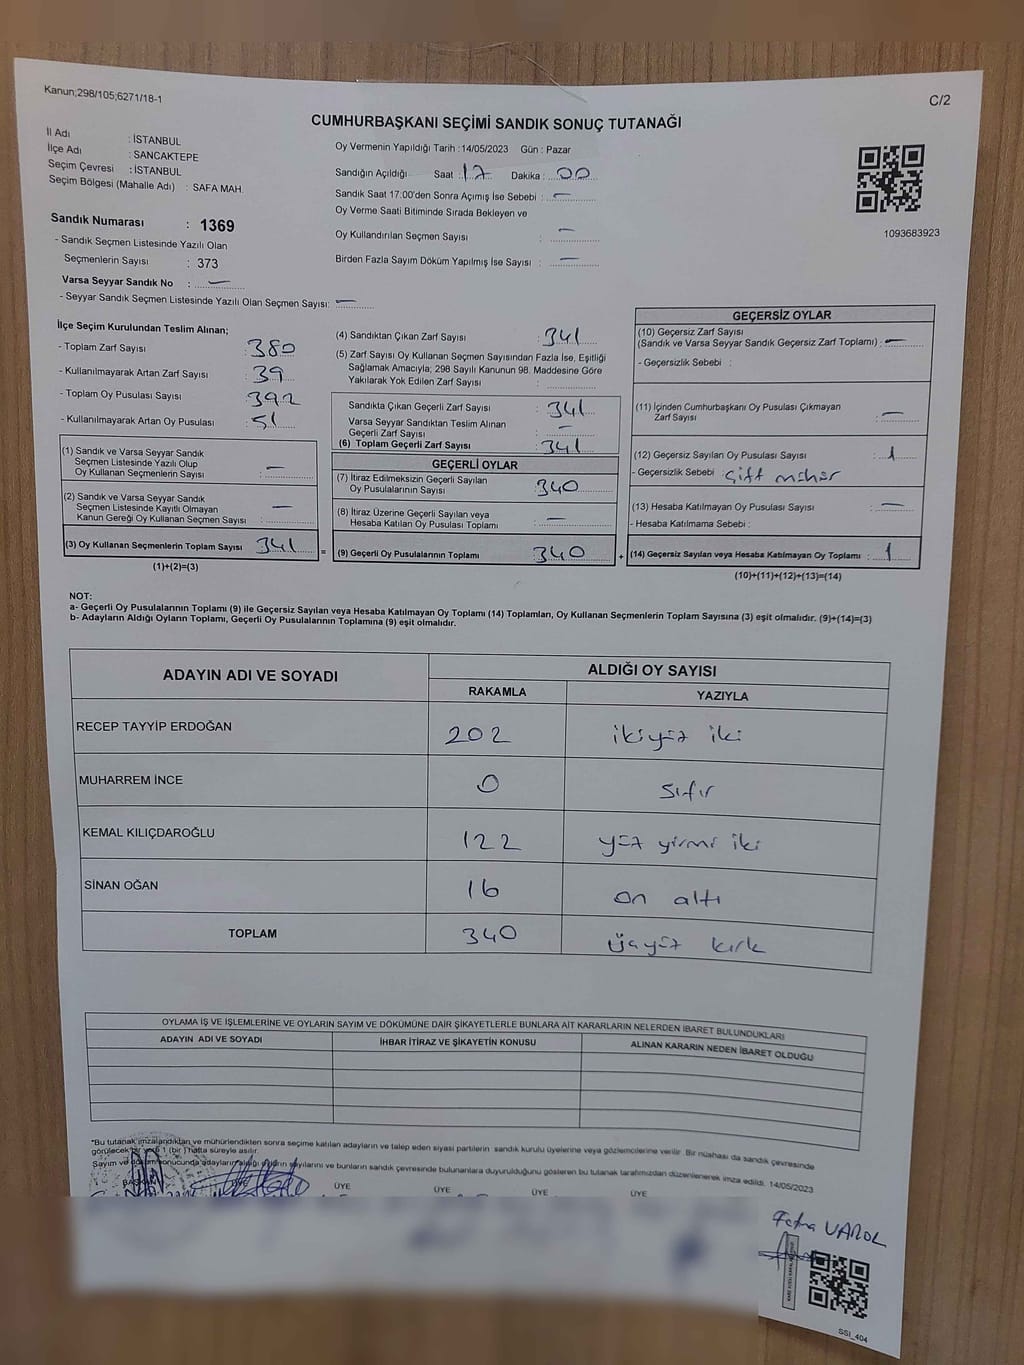 Kanun;298/105;6271/18-1
C/2
CUMHURBAŞKANI SEÇİMİ SANDIK SONUÇ TUTANAĞI
İl Adı : İSTANBUL
İlçe Adı : SANCAKTEPE
Seçim Çevresi : İSTANBUL
Seçim Bölgesi (Mahalle Adı) : SAFA MAH.
Sandık Numarası : 1369
- Sandık Seçmen Listesinde Yazılı Olan
Seçmenlerin Sayısı : 373
Varsa Seyyar Sandık No : —
- Seyyar Sandık Seçmen Listesinde Yazılı Olan Seçmen Sayısı: —
Oy Vermenin Yapıldığı Tarih : 14/05/2023 Gün : Pazar
Sandığın Açıldığı Saat : 17 Dakika : 00
Sandık Saat 17:00'den Sonra Açımış İse Sebebi : —
Oy Verme Saati Bitiminde Sırada Bekleyen ve
Oy Kullandırılan Seçmen Sayısı : —
Birden Fazla Sayım Döküm Yapılmış İse Sayısı : —
1093683923
İlçe Seçim Kurulundan Teslim Alınan;
- Toplam Zarf Sayısı : 380
- Kullanılmayarak Artan Zarf Sayısı : 39
- Toplam Oy Pusulası Sayısı : 392
- Kullanılmayarak Artan Oy Pusulası : 51
(1) Sandık ve Varsa Seyyar Sandık
Seçmen Listesinde Yazılı Olup
Oy Kullanan Seçmenlerin Sayısı : —
(2) Sandık ve Varsa Seyyar Sandık
Seçmen Listesinde Kayıtlı Olmayan
Kanun Gereği Oy Kullanan Seçmen Sayısı : —
(3) Oy Kullanan Seçmenlerin Toplam Sayısı : 341 =
(1)+(2)=(3)
(4) Sandıktan Çıkan Zarf Sayısı : 341
(5) Zarf Sayısı Oy Kullanan Seçmen Sayısından Fazla İse, Eşitliği
Sağlamak Amacıyla; 298 Sayılı Kanunun 98. Maddesine Göre
Yakılarak Yok Edilen Zarf Sayısı :
Sandıkta Çıkan Geçerli Zarf Sayısı : 341
Varsa Seyyar Sandıktan Teslim Alınan
Geçerli Zarf Sayısı : —
(6) Toplam Geçerli Zarf Sayısı : 341
GEÇERLİ OYLAR
(7) İtiraz Edilmeksizin Geçerli Sayılan
Oy Pusulalarının Sayısı : 340
(8) İtiraz Üzerine Geçerli Sayılan veya
Hesaba Katılan Oy Pusulası Toplamı : —
(9) Geçerli Oy Pusulalarının Toplamı : 340 +
GEÇERSİZ OYLAR
(10) Geçersiz Zarf Sayısı
(Sandık ve Varsa Seyyar Sandık Geçersiz Zarf Toplamı) : —
- Geçersizlik Sebebi :
(11) İçinden Cumhurbaşkanı Oy Pusulası Çıkmayan
Zarf Sayısı : —
(12) Geçersiz Sayılan Oy Pusulası Sayısı : 1
- Geçersizlik Sebebi : çift mühür
(13) Hesaba Katılmayan Oy Pusulası Sayısı : —
- Hesaba Katılmama Sebebi :
(14) Geçersiz Sayılan veya Hesaba Katılmayan Oy Toplamı : 1
(10)+(11)+(12)+(13)=(14)
NOT:
a- Geçerli Oy Pusulalarının Toplamı (9) ile Geçersiz Sayılan veya Hesaba Katılmayan Oy Toplamı (14) Toplamları, Oy Kullanan Seçmenlerin Toplam Sayısına (3) eşit olmalıdır. (9)+(14)=(3)
b- Adayların Aldığı Oyların Toplamı, Geçerli Oy Pusulalarının Toplamına (9) eşit olmalıdır.
ADAYIN ADI VE SOYADI ALDIĞI OY SAYISI
RAKAMLA YAZIYLA
RECEP TAYYİP ERDOĞAN 202 ikiyüz iki
MUHARREM İNCE 0 sıfır
KEMAL KILIÇDAROĞLU 122 yüz yirmi iki
SİNAN OĞAN 16 on altı
TOPLAM 340 üçyüz kırk
OYLAMA İŞ VE İŞLEMLERİNE VE OYLARIN SAYIM VE DÖKÜMÜNE DAİR ŞİKAYETLERLE BUNLARA AİT KARARLARIN NELERDEN İBARET BULUNDUKLARI
ADAYIN ADI VE SOYADI İHBAR İTİRAZ VE ŞİKAYETİN KONUSU ALINAN KARARIN NEDEN İBARET OLDUĞU
*Bu tutanak imzalandıktan ve mühürlendikten sonra seçime katılan adayların ve talep eden siyasi partilerin sandık kurulu üyelerine veya gözlemcilerine verilir. Bir nüshası da sandık çevresinde
görülecek bir yere 1 (bir) hafta süreyle asılır.
Sayım ve döküm sonucunda adayların aldığı oyların sayılarını ve bunların sandık çevresinde bulunanlara duyurulduğunu gösteren bu tutanak tarafımızdan düzenlenerek imza edildi. 14/05/2023
BAŞKAN ÜYE ÜYE ÜYE ÜYE
Fatma VAROL
SSI_404